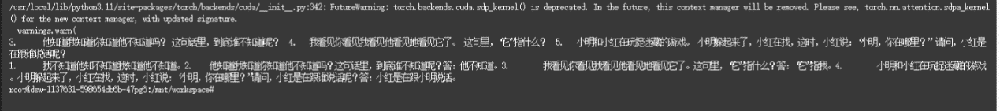 /usr/local/lib/python3.11/site-packages/torch/backends/cuda/__init__.py:342: FutureWarning: torch.backends.cuda.sdp_kernel() is deprecated. In the future, this context manager will be removed. Please see, torch.nn.attention.sdpa_kernel
() for the new context manager, with updated signature.
  warnings.warn(
3. 他知道我知道你知道他不知道吗? 这句话里, 到底谁不知道呢? 4. 我看见你看见我看见他看见她看见它了。 这句里, “它”指什么? 5. 小明和小红在玩捉迷藏的游戏。 小明躲起来了, 小红在找, 这时, 小红说: “小明, 你在哪里?” 请问, 小红是
在跟谁说话呢?
1. 我不知道他知不知道我知道他不知道。2. 他知道我知道你知道他不知道吗?这句话里, 到底谁不知道呢?答: 他不知道。3. 我看见你看见我看见他看见她看见它了。这句里, “它”指什么?答: “它”指我。4. 小明和小红在玩捉迷藏的游戏
。小明躲起来了, 小红在找, 这时, 小红说: “小明, 你在哪里?”请问, 小红是在跟谁说话呢?答: 小红是在跟小明说话。
root@dsw-1137631-598654db6b-47pg6:/mnt/workspace#